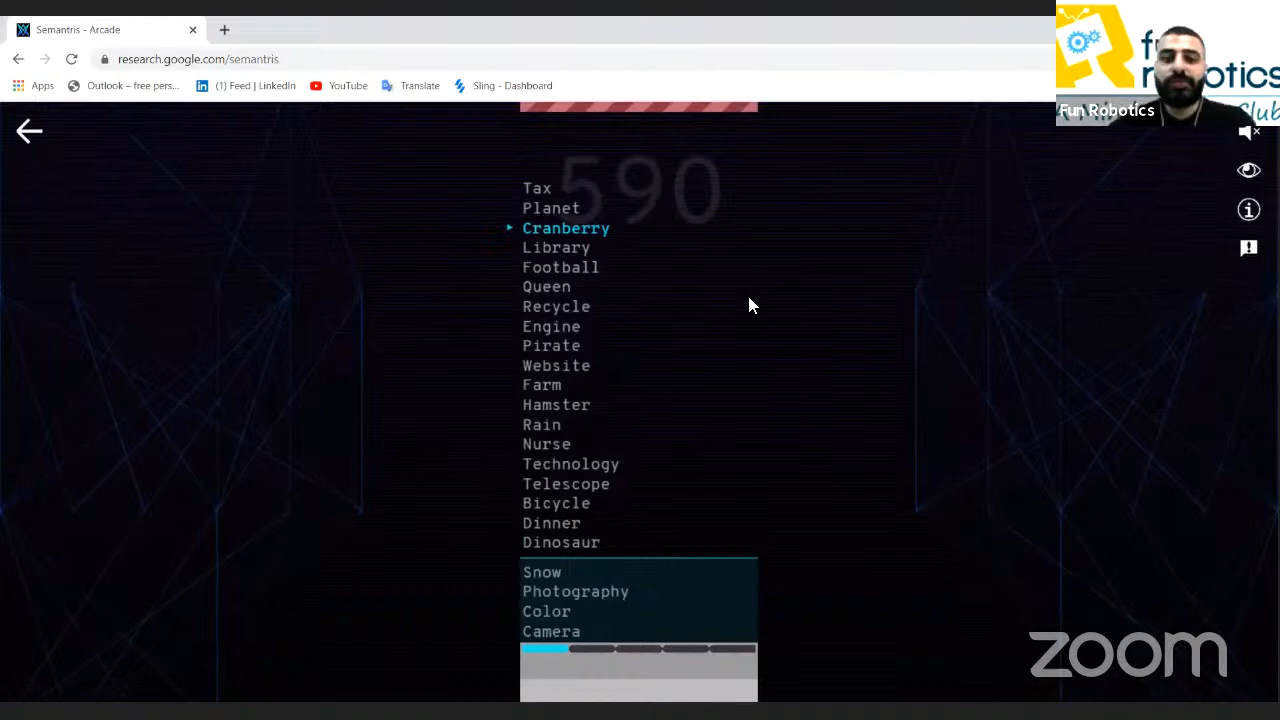 Semantris - Arcade
research.google.com/semantris
Apps
Outlook – free pers...
(1) Feed | LinkedIn
YouTube
Translate
Sling - Dashboard
Fun Robotics
590
Tax
Planet
Cranberry
Library
Football
Queen
Recycle
Engine
Pirate
Website
Farm
Hamster
Rain
Nurse
Technology
Telescope
Bicycle
Dinner
Dinosaur
Snow
Photography
Color
Camera
zoom